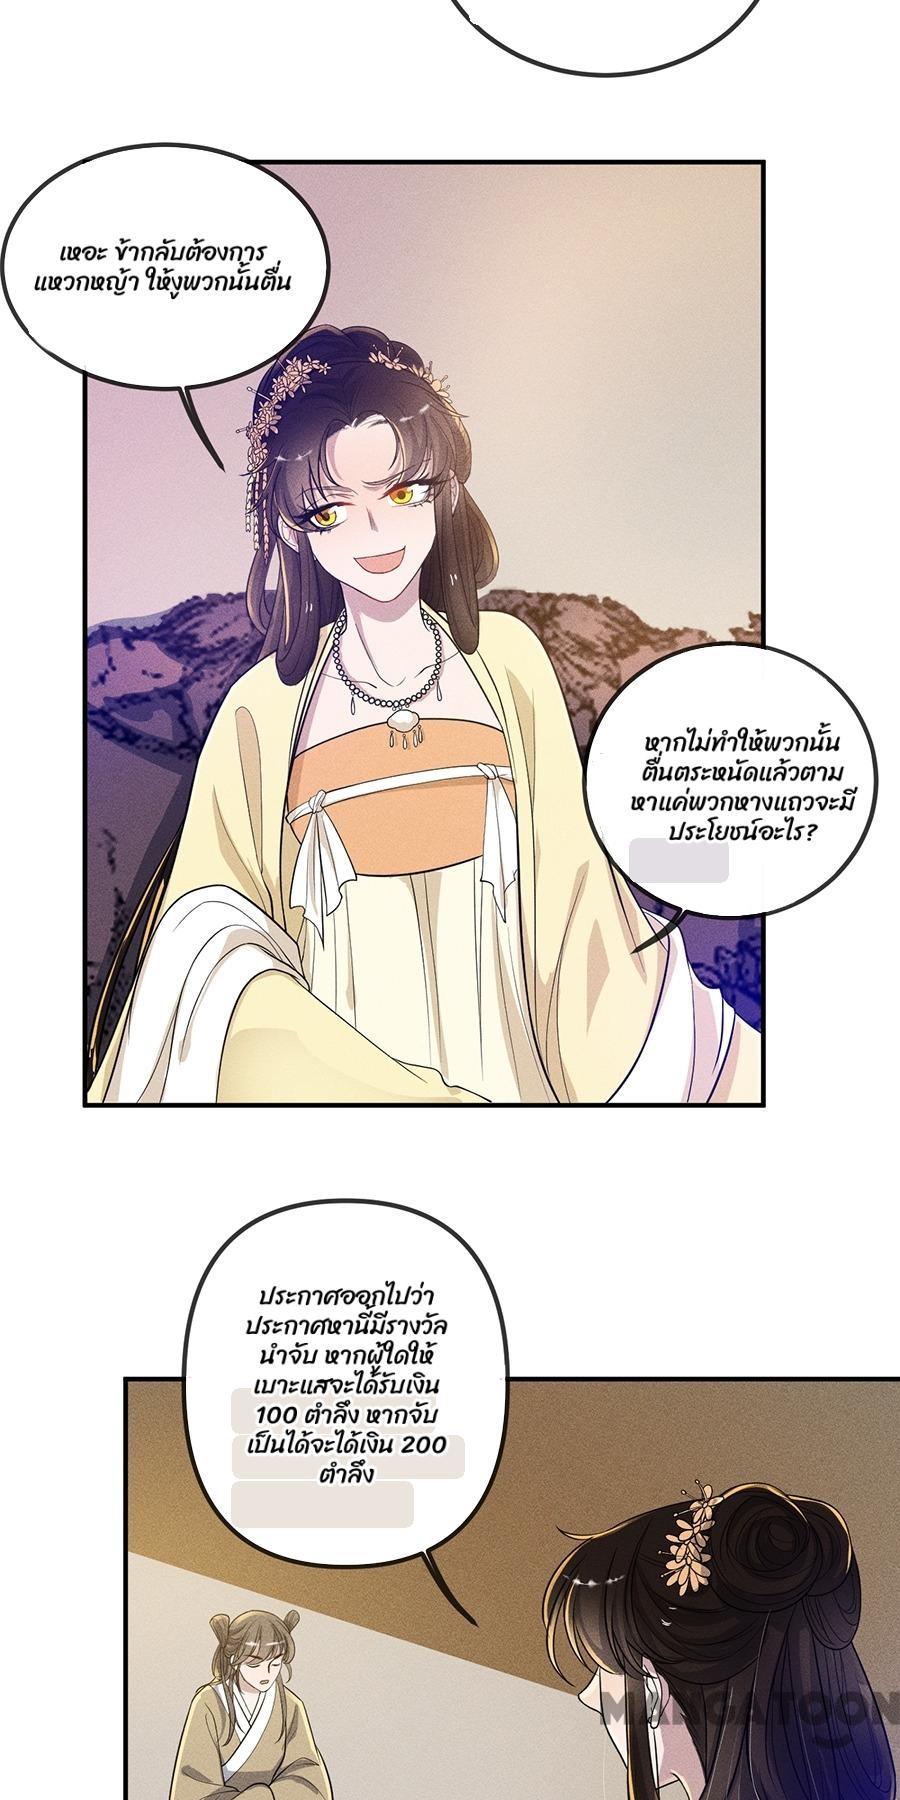 เหอะ ข้ากลับต้องการ
แหวกหญ้า ให้งูพวกนั้นตื่น
หากไม่ทำให้พวกนั้น
ตื่นตระหนัดแล้วตาม
หาแค่พวกหางแถวจะมี
ประโยชน์อะไร?
ประกาศออกไปว่า
ประกาศหานี้มีรางวัล
นำจับ หากผู้ใดให้
เบาะแสจะได้รับเงิน
100 ตำลึง หากจับ
เป็นได้จะได้เงิน 200
ตำลึง
MANGATOON